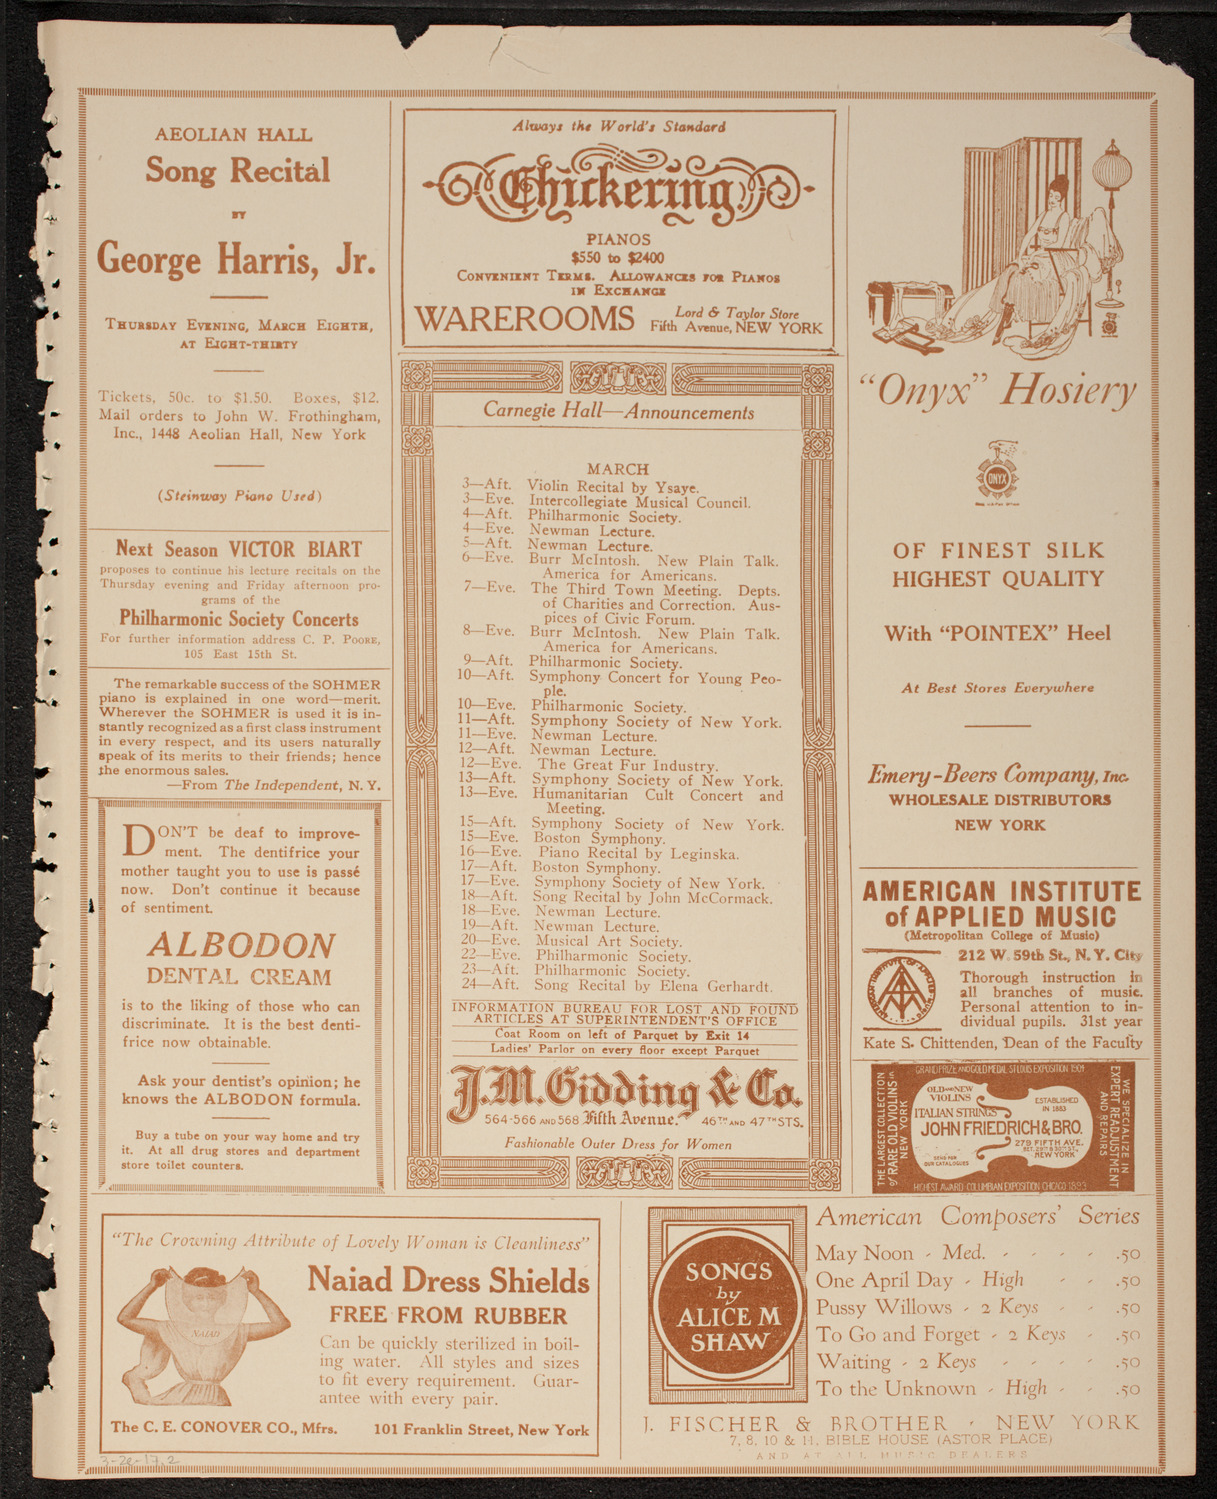 AEOLIAN HALL
Song Recital
BY
George Harris, Jr.
THURSDAY EVENING, MARCH EIGHTH,
AT EIGHT-THIRTY
Tickets, 50c. to $1.50. Boxes, $12.
Mail orders to John W. Frothingham,
Inc., 1448 Aeolian Hall, New York
(Steinway Piano Used)
Next Season VICTOR BIART
proposes to continue his lecture recitals on the
Thursday evening and Friday afternoon pro-
grams of the
Philharmonic Society Concerts
For further information address C. P. POORE,
105 East 15th St.
The remarkable success of the SOHMER
piano is explained in one word—merit.
Wherever the SOHMER is used it is in-
stantly recognized as a first class instrument
in every respect, and its users naturally
speak of its merits to their friends; hence
the enormous sales.
—From The Independent, N. Y.
DON'T be deaf to improve-
ment. The dentifrice your
mother taught you to use is passé
now. Don't continue it because
of sentiment.
ALBODON
DENTAL CREAM
is to the liking of those who can
discriminate. It is the best denti-
frice now obtainable.
Ask your dentist's opinion; he
knows the ALBODON formula.
Buy a tube on your way home and try
it. At all drug stores and department
store toilet counters.
Always the World's Standard
Chickering
PIANOS
$550 to $2400
CONVENIENT TERMS. ALLOWANCES FOR PIANOS
IN EXCHANGE
WAREROOMS Lord & Taylor Store
Fifth Avenue, NEW YORK
Carnegie Hall—Announcements
MARCH
3—Aft. Violin Recital by Ysaye.
3—Eve. Intercollegiate Musical Council.
4—Aft. Philharmonic Society.
4—Eve. Newman Lecture.
5—Aft. Newman Lecture.
6—Eve. Burr McIntosh. New Plain Talk.
America for Americans.
7—Eve. The Third Town Meeting. Depts.
of Charities and Correction. Aus-
pices of Civic Forum.
8—Eve. Burr McIntosh. New Plain Talk.
America for Americans.
9—Aft. Philharmonic Society.
10—Aft. Symphony Concert for Young Peo-
ple.
10—Eve. Philharmonic Society.
11—Aft. Symphony Society of New York.
11—Eve. Newman Lecture.
12—Aft. Newman Lecture.
12—Eve. The Great Fur Industry.
13—Aft. Symphony Society of New York.
13—Eve. Humanitarian Cult Concert and
Meeting.
15—Aft. Symphony Society of New York.
15—Eve. Boston Symphony.
16—Eve. Piano Recital by Leginska.
17—Aft. Boston Symphony.
17—Eve. Symphony Society of New York.
18—Aft. Song Recital by John McCormack.
18—Eve. Newman Lecture.
19—Aft. Newman Lecture.
20—Eve. Musical Art Society.
22—Eve. Philharmonic Society.
23—Aft. Philharmonic Society.
24—Aft. Song Recital by Elena Gerhardt.
INFORMATION BUREAU FOR LOST AND FOUND
ARTICLES AT SUPERINTENDENT'S OFFICE
Coat Room on left of Parquet by Exit 14
Ladies' Parlor on every floor except Parquet
J.M. Gidding & Co.
564-566 AND 568 Fifth Avenue. 46TH AND 47TH STS.
Fashionable Outer Dress for Women
"Onyx" Hosiery
ONYX
OF FINEST SILK
HIGHEST QUALITY
With "POINTEX" Heel
At Best Stores Everywhere
Emery-Beers Company, Inc.
WHOLESALE DISTRIBUTORS
NEW YORK
AMERICAN INSTITUTE
of APPLIED MUSIC
(Metropolitan College of Music)
212 W. 59th St., N. Y. City
Thorough instruction in
all branches of music.
Personal attention to in-
dividual pupils. 31st year
Kate S. Chittenden, Dean of the Faculty
GRAND PRIZE AND GOLD MEDAL ST LOUIS EXPOSITION 1904
THE LARGEST COLLECTION
of RARE OLD VIOLINS in
NEW YORK
OLD AND NEW
VIOLINS
ITALIAN STRINGS
ESTABLISHED
IN 1883
JOHN FRIEDRICH & BRO.
279 FIFTH AVE.
NEW YORK
SEND FOR
OUR CATALOGUES
WE SPECIALIZE IN
EXPERT READJUSTMENT
AND REPAIRS
HIGHEST AWARD COLUMBIAN EXPOSITION CHICAGO 1893
"The Crowning Attribute of Lovely Woman is Cleanliness"
NAIAD
Naiad Dress Shields
FREE FROM RUBBER
Can be quickly sterilized in boil-
ing water. All styles and sizes
to fit every requirement. Guar-
antee with every pair.
The C. E. CONOVER CO., Mfrs. 101 Franklin Street, New York
SONGS
by
ALICE M
SHAW
American Composers' Series
May Noon - Med. - - - - .50
One April Day - High - - .50
Pussy Willows - 2 Keys - - .50
To Go and Forget - 2 Keys - .50
Waiting - 2 Keys - - - - .50
To the Unknown - High - - .50
J. FISCHER & BROTHER - NEW YORK
7, 8, 10 & 11, BIBLE HOUSE (ASTOR PLACE)
AND AT ALL MUSIC DEALERS